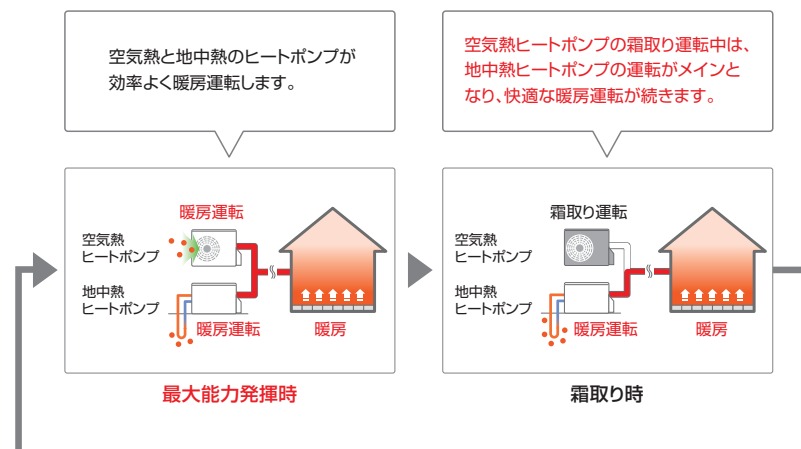 空気熱と地中熱のヒートポンプが
効率よく暖房運転します。
空気熱ヒートポンプの霜取り運転中は、
地中熱ヒートポンプの運転がメインと
なり、快適な暖房運転が続きます。
暖房運転
空気熱
ヒートポンプ
地中熱
ヒートポンプ
暖房運転
暖房
最大能力発揮時
霜取り運転
空気熱
ヒートポンプ
地中熱
ヒートポンプ
暖房運転
暖房
霜取り時